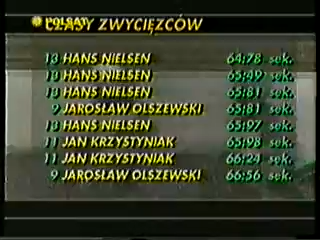 POLSAT
CZASY ZWYCIĘZCÓW
13 HANS NIELSEN 64:78 sek.
13 HANS NIELSEN 65:49 sek.
13 HANS NIELSEN 65:81 sek.
9 JAROSŁAW OLSZEWSKI 65:81 sek.
13 HANS NIELSEN 65:97 sek.
11 JAN KRZYSTYNIAK 65:98 sek.
11 JAN KRZYSTYNIAK 66:24 sek.
9 JAROSŁAW OLSZEWSKI 66:56 sek.